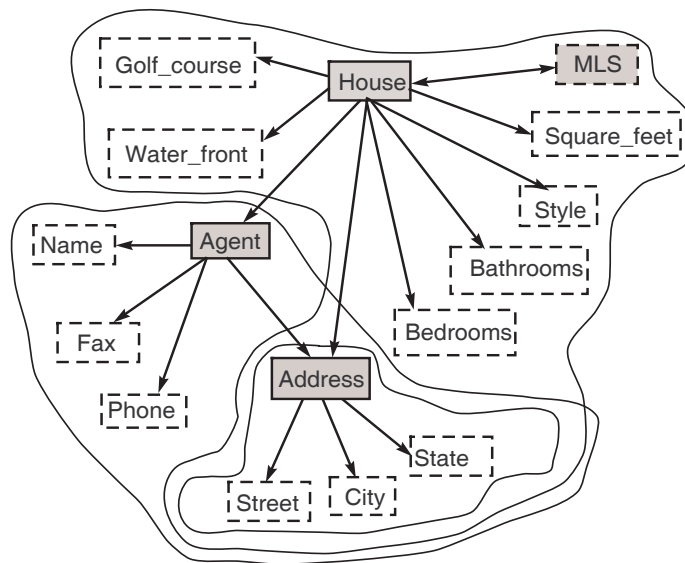 Golf_course
House
MLS
Water_front
Square_feet
Style
Name
Agent
Bathrooms
Fax
Bedrooms
Address
Phone
State
Street
City